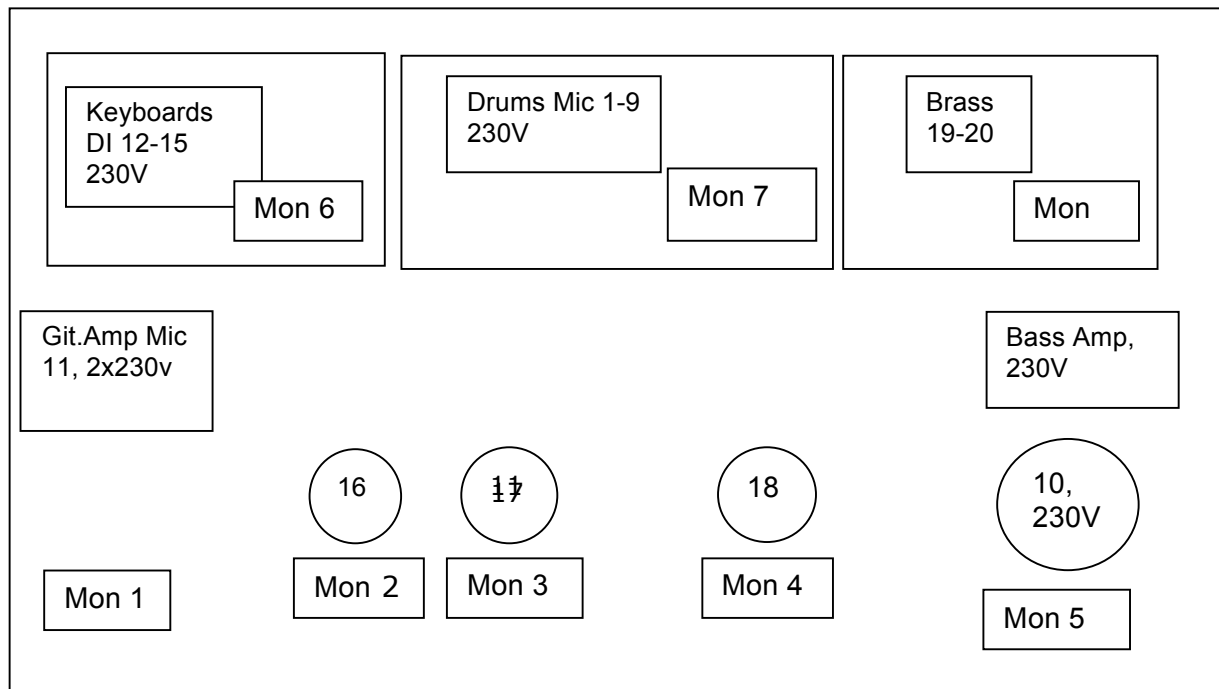 Keyboards
DI 12-15
230V
Mon 6
Drums Mic 1-9
230V
Mon 7
Brass
19-20
Mon
Git.Amp Mic
11, 2x230v
Bass Amp,
230V
16
18
10,
230V
Mon 1
Mon 2
Mon 3
Mon 4
Mon 5